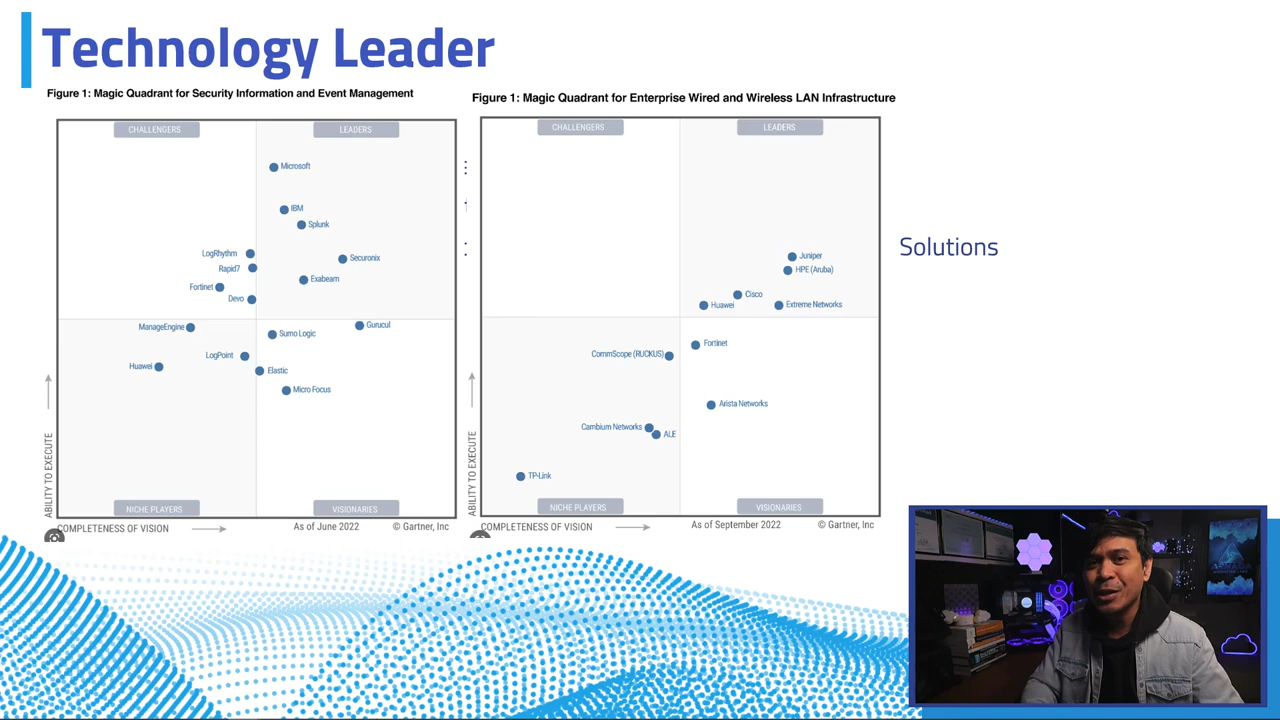 Technology Leader
Figure 1: Magic Quadrant for Security Information and Event Management
CHALLENGERS
LEADERS
Microsoft
IBM
Splunk
LogRhythm
Securonix
Rapid7
Exabeam
Fortinet
Devo
ManageEngine
Gurucul
Sumo Logic
LogPoint
Huawei
Elastic
Micro Focus
ABILITY TO EXECUTE
NICHE PLAYERS
VISIONARIES
COMPLETENESS OF VISION
As of June 2022
© Gartner, Inc
Figure 1: Magic Quadrant for Enterprise Wired and Wireless LAN Infrastructure
CHALLENGERS
LEADERS
Juniper
HPE (Aruba)
Cisco
Huawei
Extreme Networks
Fortinet
CommScope (RUCKUS)
Arista Networks
Cambium Networks
ALE
TP-Link
ABILITY TO EXECUTE
NICHE PLAYERS
VISIONARIES
COMPLETENESS OF VISION
As of September 2022
© Gartner, Inc
Solutions